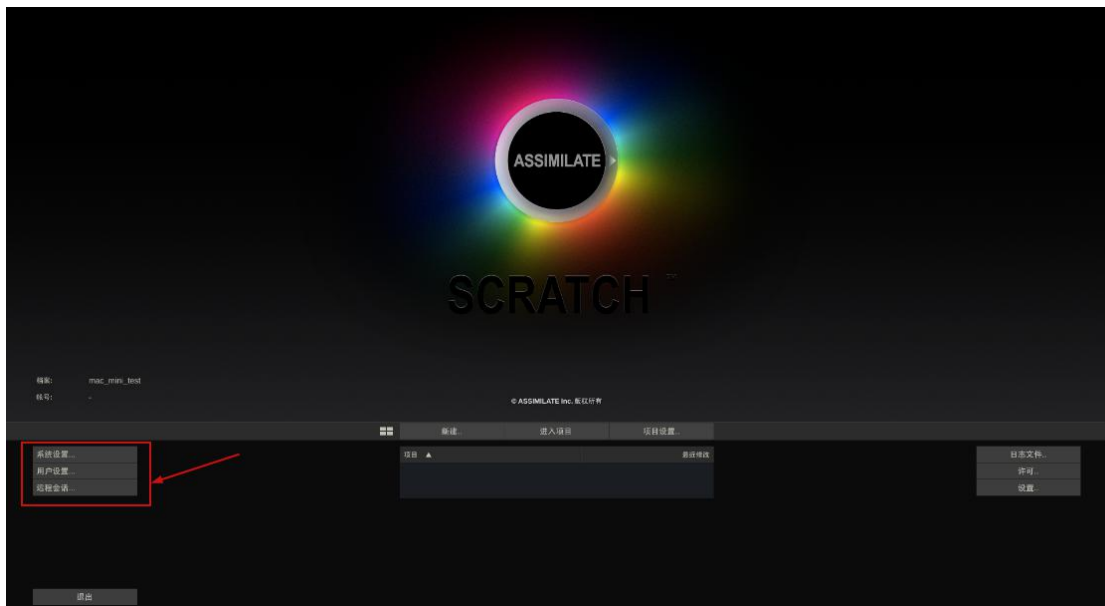 ASSIMILATE
SCRATCH™
档案: mac_mini_test
帐号: -
© ASSIMILATE Inc. 版权所有
新建... 进入项目 项目设置...
系统设置...
用户设置...
远程会话...
项目 ▲ 最后修改
日志文件...
许可...
设置...
退出